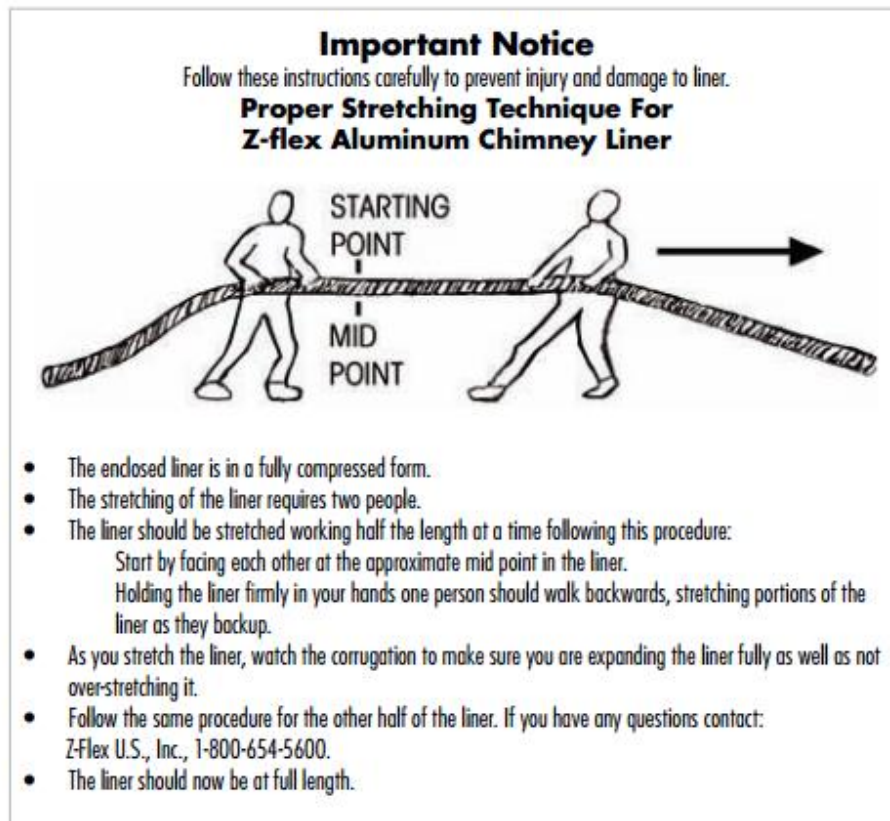 Important Notice
Follow these instructions carefully to prevent injury and damage to liner.
Proper Stretching Technique For
Z-flex Aluminum Chimney Liner
STARTING
POINT
MID
POINT
• The enclosed liner is in a fully compressed form.
• The stretching of the liner requires two people.
• The liner should be stretched working half the length at a time following this procedure:
Start by facing each other at the approximate mid point in the liner.
Holding the liner firmly in your hands one person should walk backwards, stretching portions of the
liner as they backup.
• As you stretch the liner, watch the corrugation to make sure you are expanding the liner fully as well as not
over-stretching it.
• Follow the same procedure for the other half of the liner. If you have any questions contact:
Z-Flex U.S., Inc., 1-800-654-5600.
• The liner should now be at full length.